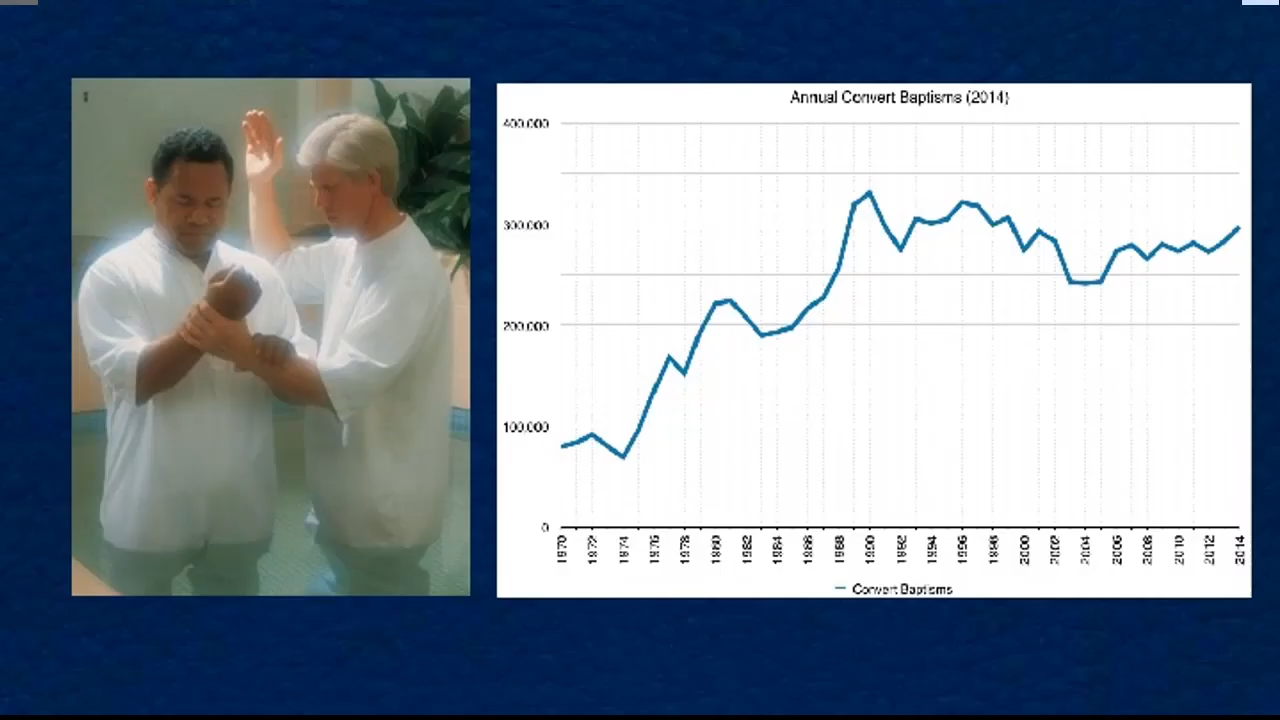 Annual Convert Baptisms (2014)
400,000
300,000
200,000
100,000
0
1970 1972 1974 1976 1978 1980 1982 1984 1986 1988 1990 1992 1994 1996 1998 2000 2002 2004 2006 2008 2010 2012 2014
Convert Baptisms